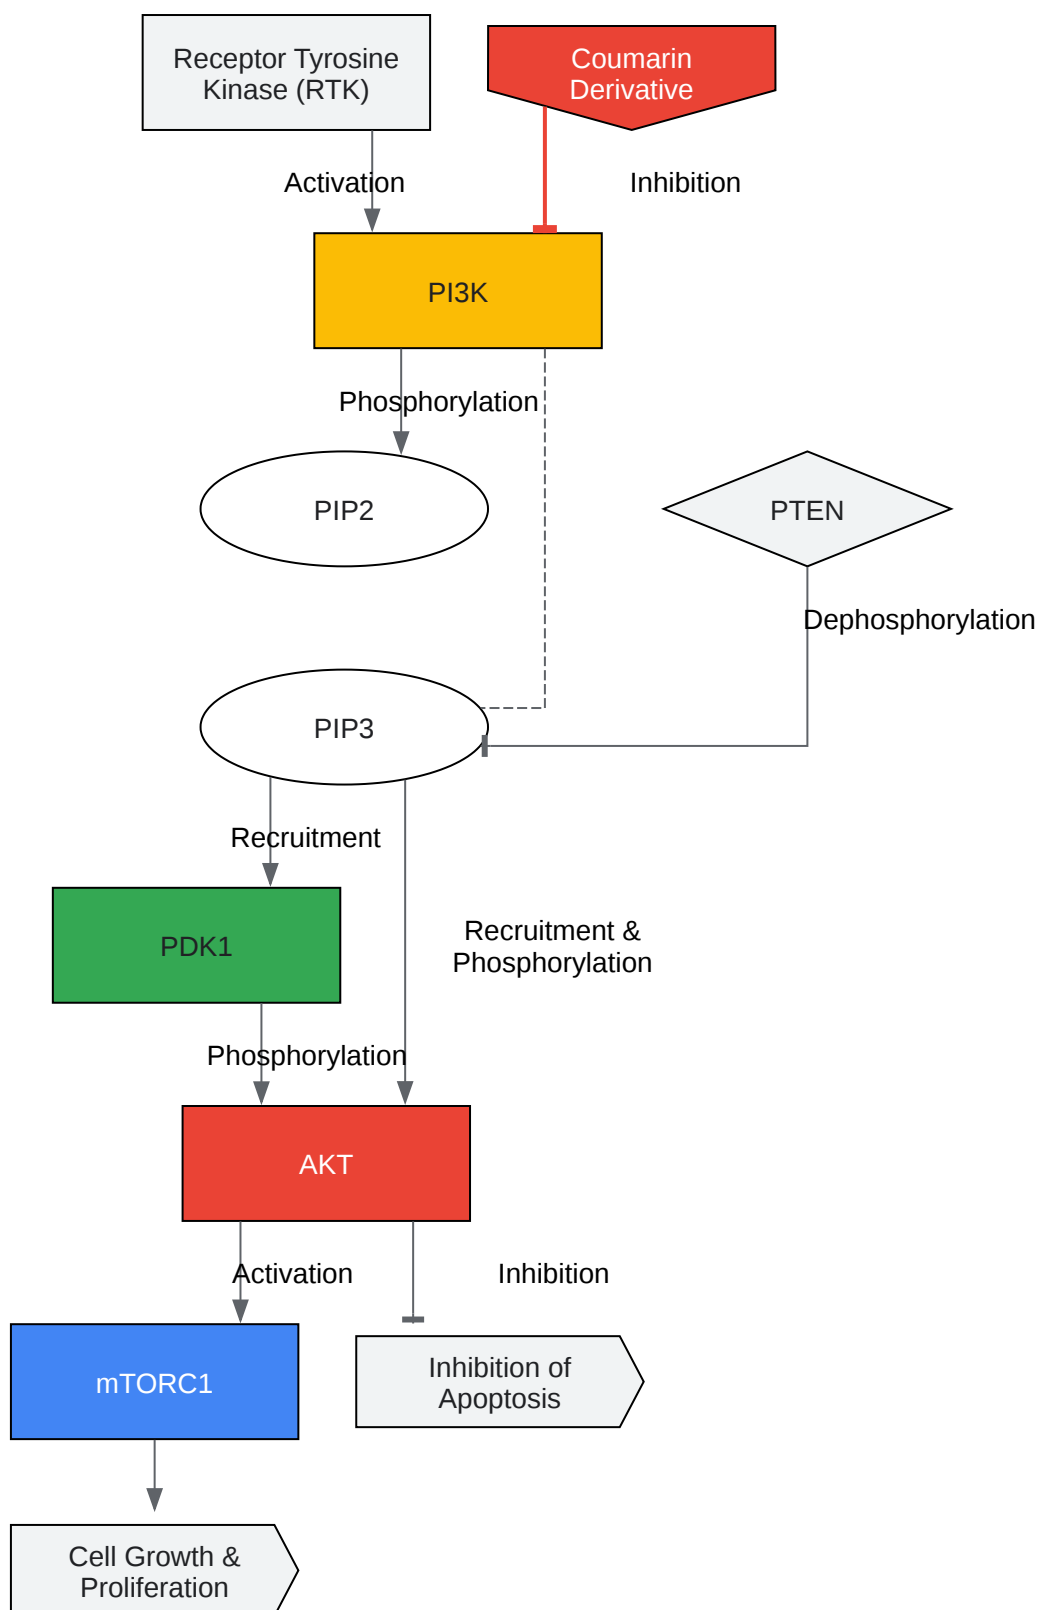 Receptor Tyrosine
Kinase (RTK)
Coumarin
Derivative
Activation
Inhibition
PI3K
Phosphorylation
PIP2
PTEN
Dephosphorylation
PIP3
Recruitment
PDK1
Recruitment &
Phosphorylation
Phosphorylation
AKT
Activation
Inhibition
mTORC1
Inhibition of
Apoptosis
Cell Growth &
Proliferation